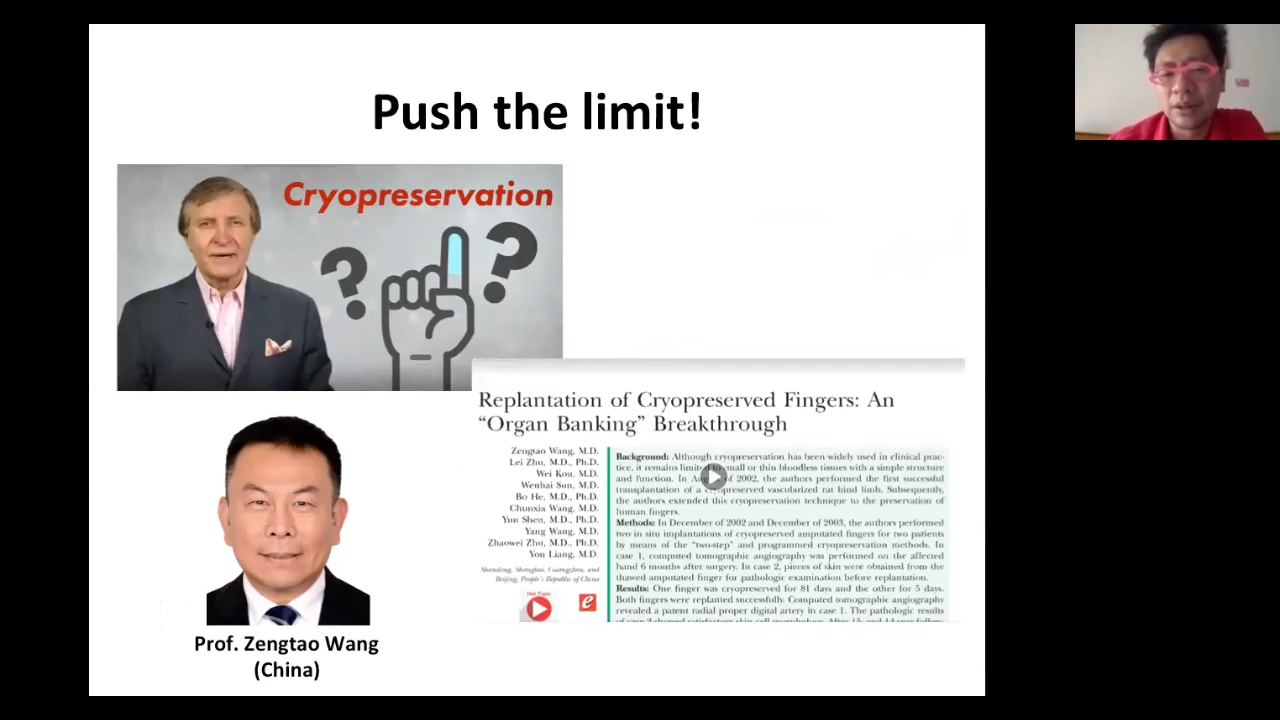 Push the limit!
Cryopreservation
? ?
Replantation of Cryopreserved Fingers: An
“Organ Banking” Breakthrough
Zengtao Wang, M.D.
Lei Zhu, M.D., Ph.D.
Wei Kou, M.D.
Wenhai Sun, M.D.
Bo He, M.D., Ph.D.
Chunxia Wang, M.D.
Yun Shen, M.D., Ph.D.
Yang Wang, M.D.
Zhaowei Zhu, M.D., Ph.D.
You Liang, M.D.
Shandong, Shanghai, Guangzhou, and
Beijing, People's Republic of China
Hot Topic
e
Background: Although cryopreservation has been widely used in clinical prac-
tice, it remains limited to small or thin bloodless tissues with a simple structure
and function. In August of 2002, the authors performed the first successful
transplantation of a cryopreserved vascularized rat hind limb. Subsequently,
the authors extended this cryopreservation technique to the preservation of
human fingers.
Methods: In December of 2002 and December of 2003, the authors performed
two in situ implantations of cryopreserved amputated fingers for two patients
by means of the “two-step” and programmed cryopreservation methods. In
case 1, computed tomographic angiography was performed on the affected
hand 6 months after surgery. In case 2, pieces of skin were obtained from the
thawed amputated finger for pathologic examination before replantation.
Results: One finger was cryopreserved for 81 days and the other for 5 days.
Both fingers were replanted successfully. Computed tomographic angiography
revealed a patent radial proper digital artery in case 1. The pathologic results
Prof. Zengtao Wang
(China)